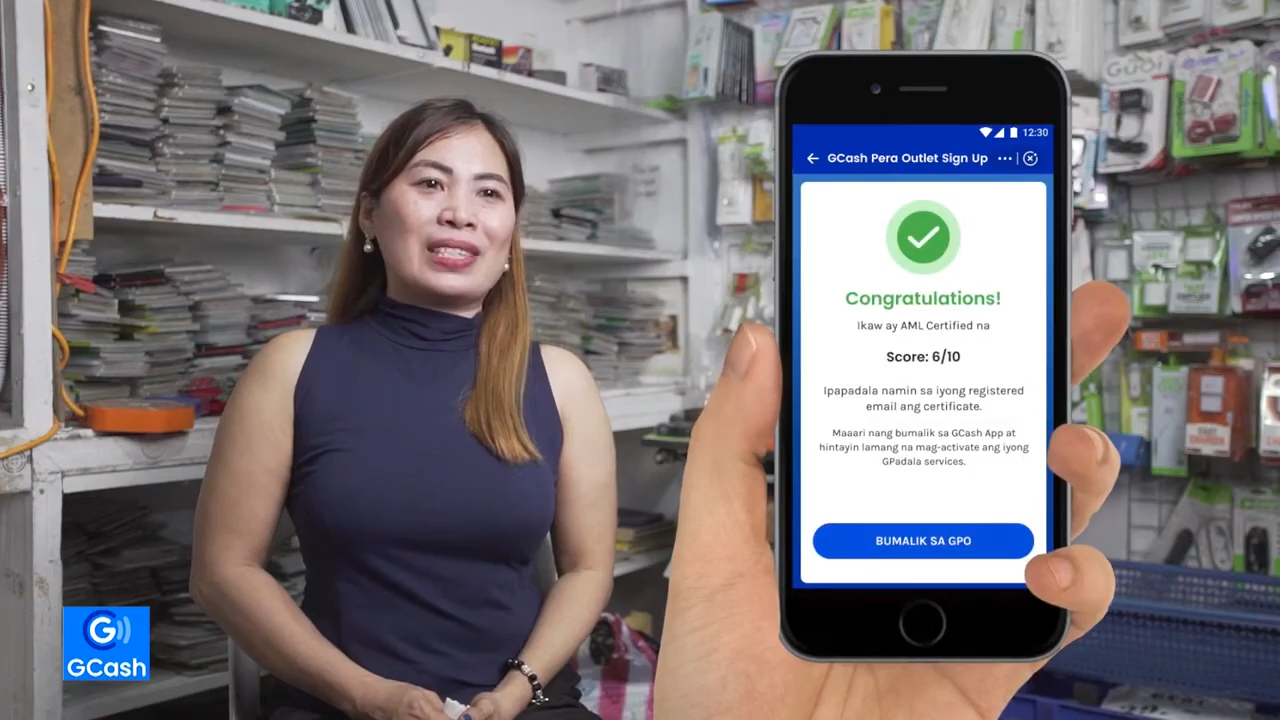 12:30
GCash Pera Outlet Sign Up
Congratulations!
Ikaw ay AML Certified na
Score: 6/10
Ipapadala namin sa iyong registered
email ang certificate.
Maaari nang bumalik sa GCash App at
hintayin lamang na mag-activate ang iyong
GPadala services.
BUMALIK SA GPO
G
GCash